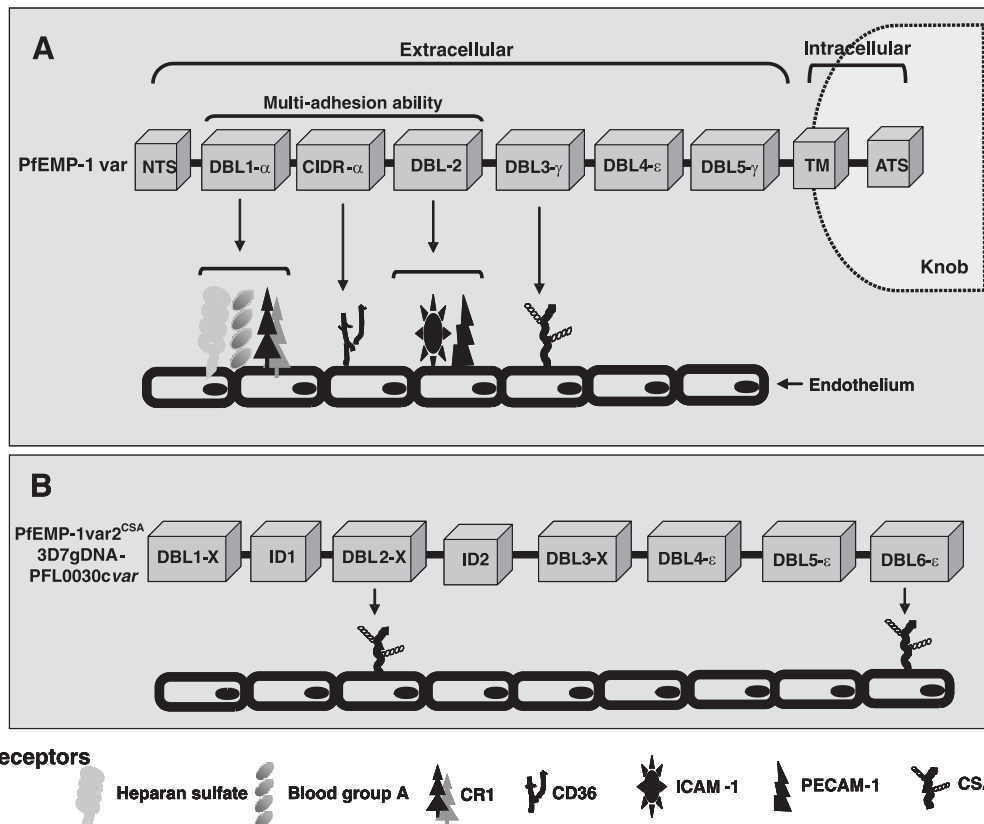 A
Extracellular
Intracellular
Multi-adhesion ability
PfEMP-1 var
NTS
DBL1-α
CIDR-α
DBL-2
DBL3-γ
DBL4-ε
DBL5-γ
TM
ATS
Knob
Endothelium
B
PfEMP-1var2CSA
3D7gDNA-
PFL0030cvar
DBL1-X
ID1
DBL2-X
ID2
DBL3-X
DBL4-ε
DBL5-ε
DBL6-ε
eceptors
Heparan sulfate
Blood group A
CR1
CD36
ICAM -1
PECAM-1
CSA